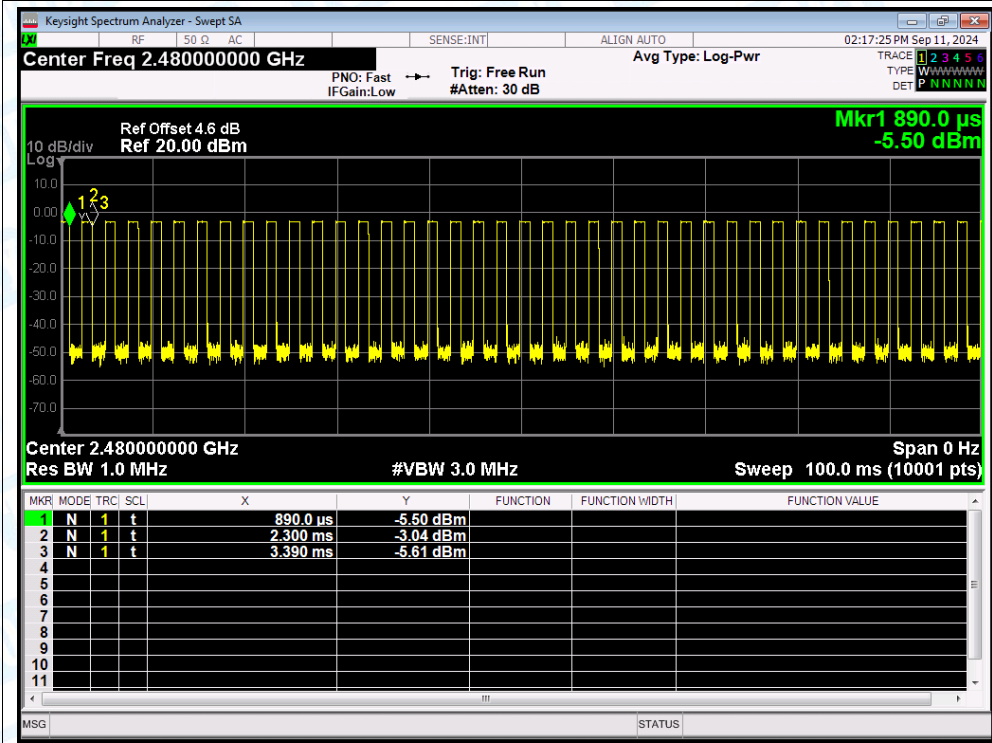 Keysight Spectrum Analyzer - Swept SA
LXI RF 50 Ω AC SENSE:INT ALIGN AUTO 02:17:25 PM Sep 11, 2024
Center Freq 2.480000000 GHz
Avg Type: Log-Pwr
TRACE 1 2 3 4 5 6
PNO: Fast Trig: Free Run
TYPE WWWWWW
IFGain:Low #Atten: 30 dB
DET P N N N N N
Mkr1 890.0 µs
-5.50 dBm
Ref Offset 4.6 dB
10 dB/div Ref 20.00 dBm
Log
10.0
0.00
-10.0
-20.0
-30.0
-40.0
-50.0
-60.0
-70.0
1 2 3
Center 2.480000000 GHz Span 0 Hz
Res BW 1.0 MHz #VBW 3.0 MHz Sweep 100.0 ms (10001 pts)
MKR MODE TRC SCL X Y FUNCTION FUNCTION WIDTH FUNCTION VALUE
1 N 1 t 890.0 µs -5.50 dBm
2 N 1 t 2.300 ms -3.04 dBm
3 N 1 t 3.390 ms -5.61 dBm
4
5
6
7
8
9
10
11
MSG STATUS